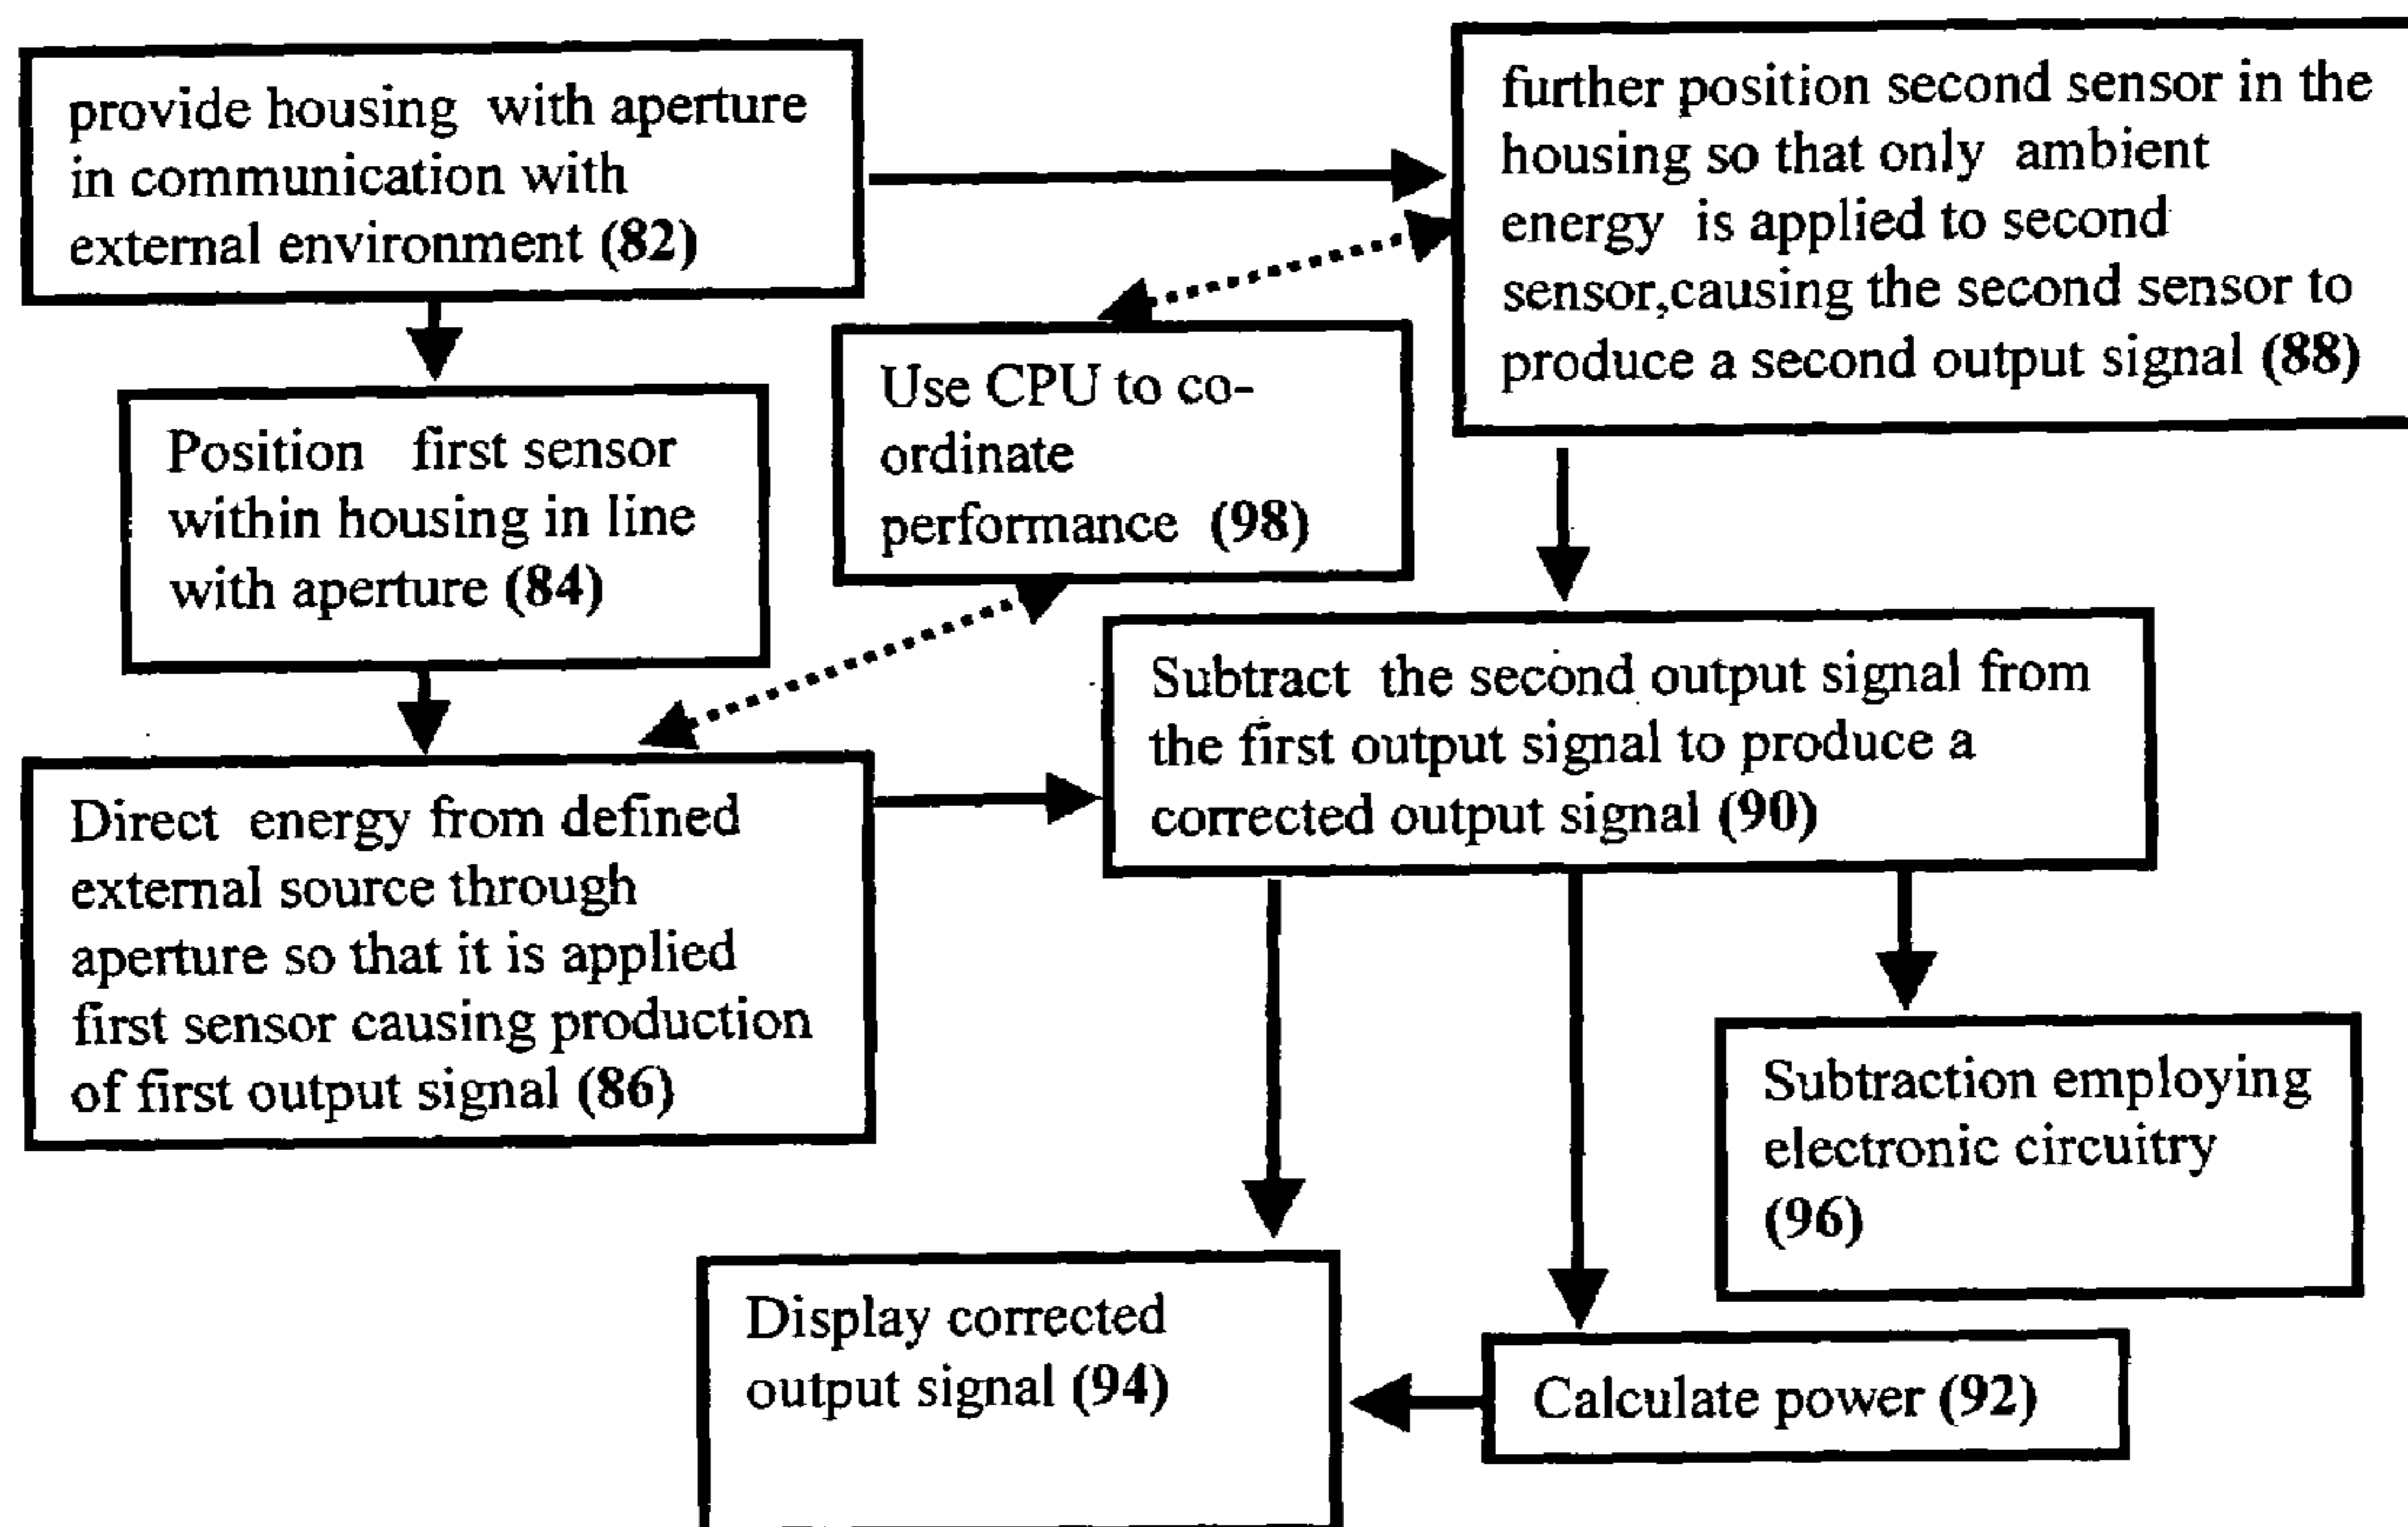 provide housing with aperture
in communication with
external environment (82)
further position second sensor in the
housing so that only ambient
energy is applied to second
sensor,causing the second sensor to
produce a second output signal (88)
Use CPU to co-
ordinate
performance (98)
Position first sensor
within housing in line
with aperture (84)
Subtract the second output signal from
the first output signal to produce a
corrected output signal (90)
Direct energy from defined
external source through
aperture so that it is applied
first sensor causing production
of first output signal (86)
Subtraction employing
electronic circuitry
(96)
Display corrected
output signal (94)
Calculate power (92)